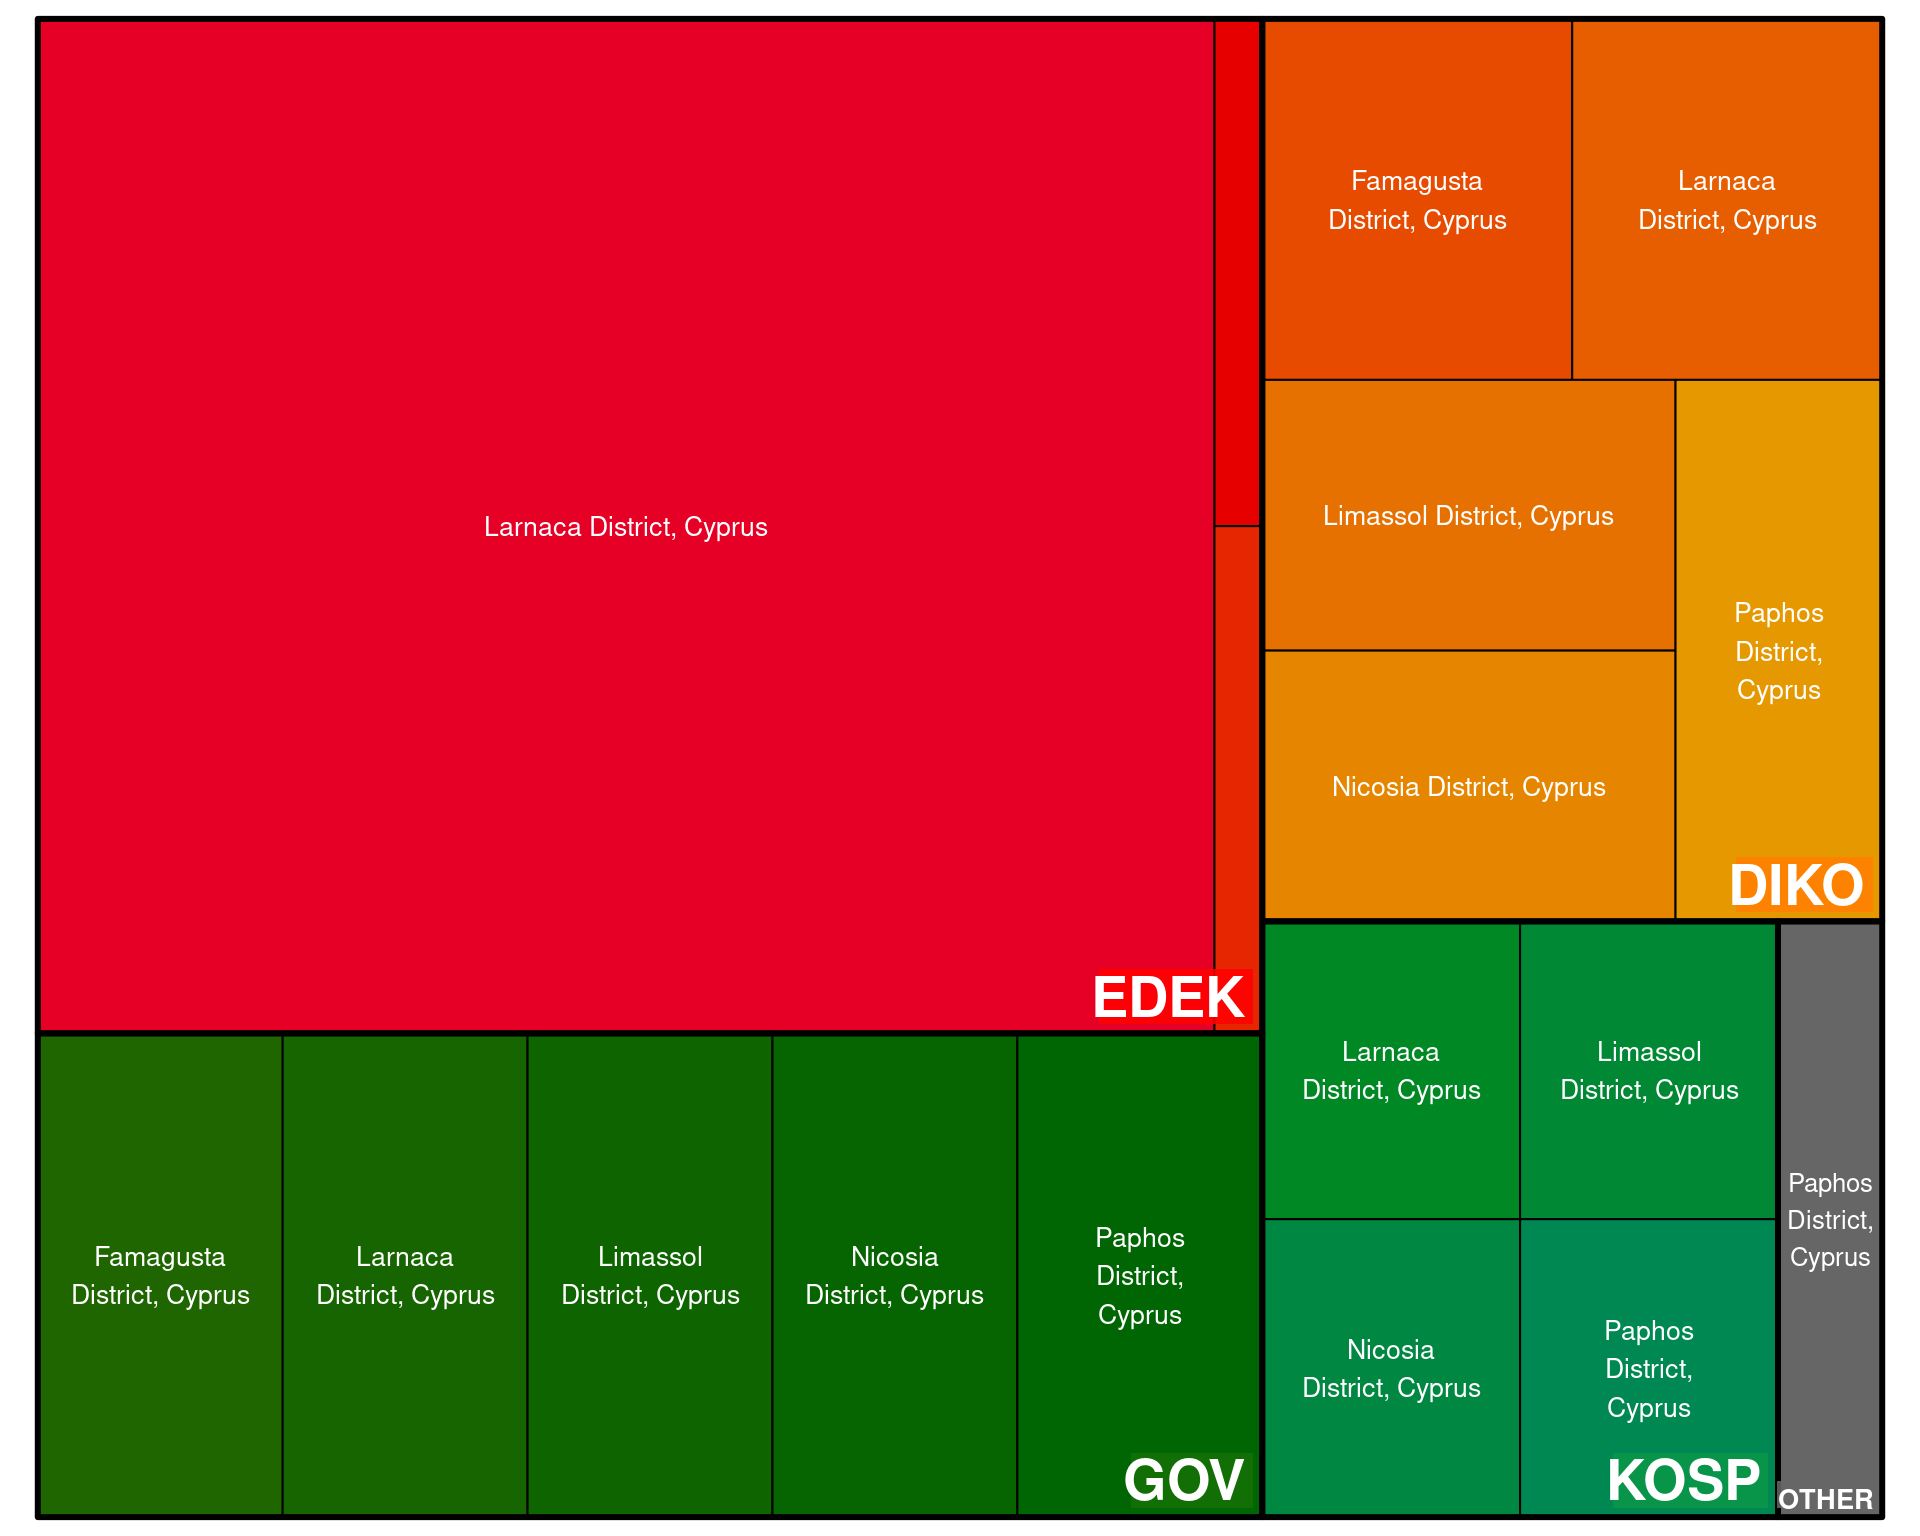 Larnaca District, Cyprus
EDEK
Famagusta
District, Cyprus
Larnaca
District, Cyprus
Limassol District, Cyprus
Nicosia District, Cyprus
Paphos
District,
Cyprus
DIKO
Famagusta
District, Cyprus
Larnaca
District, Cyprus
Limassol
District, Cyprus
Nicosia
District, Cyprus
Paphos
District,
Cyprus
GOV
Larnaca
District, Cyprus
Limassol
District, Cyprus
Nicosia
District, Cyprus
Paphos
District,
Cyprus
KOSP
Paphos
District,
Cyprus
OTHER